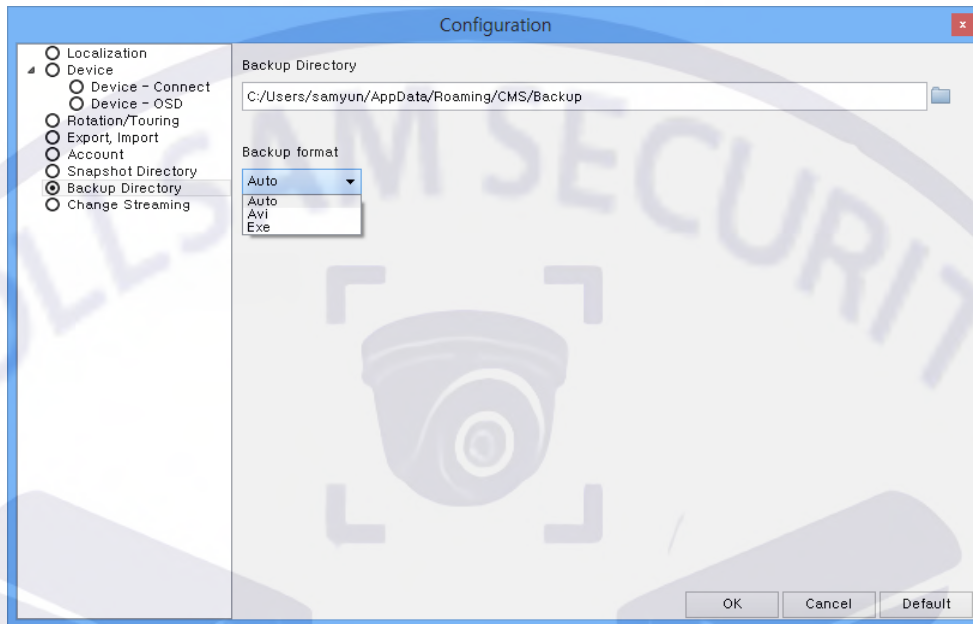 Configuration
x
Localization
Device
Device - Connect
Device - OSD
Rotation/Touring
Export, Import
Account
Snapshot Directory
Backup Directory
Change Streaming
Backup Directory
C:/Users/samyun/AppData/Roaming/CMS/Backup
Backup format
Auto
Auto
Avi
Exe
OK
Cancel
Default